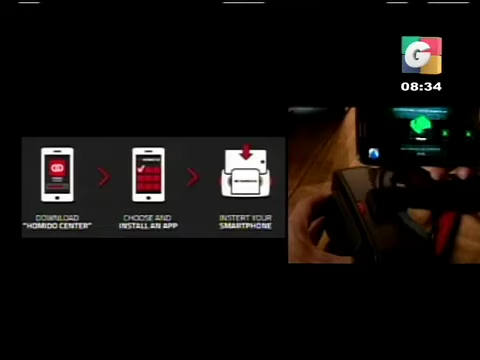 G
08:34
DOWNLOAD
"HOMIDO CENTER"
CHOOSE AND
INSTALL AN APP
INSTERT YOUR
SMARTPHONE